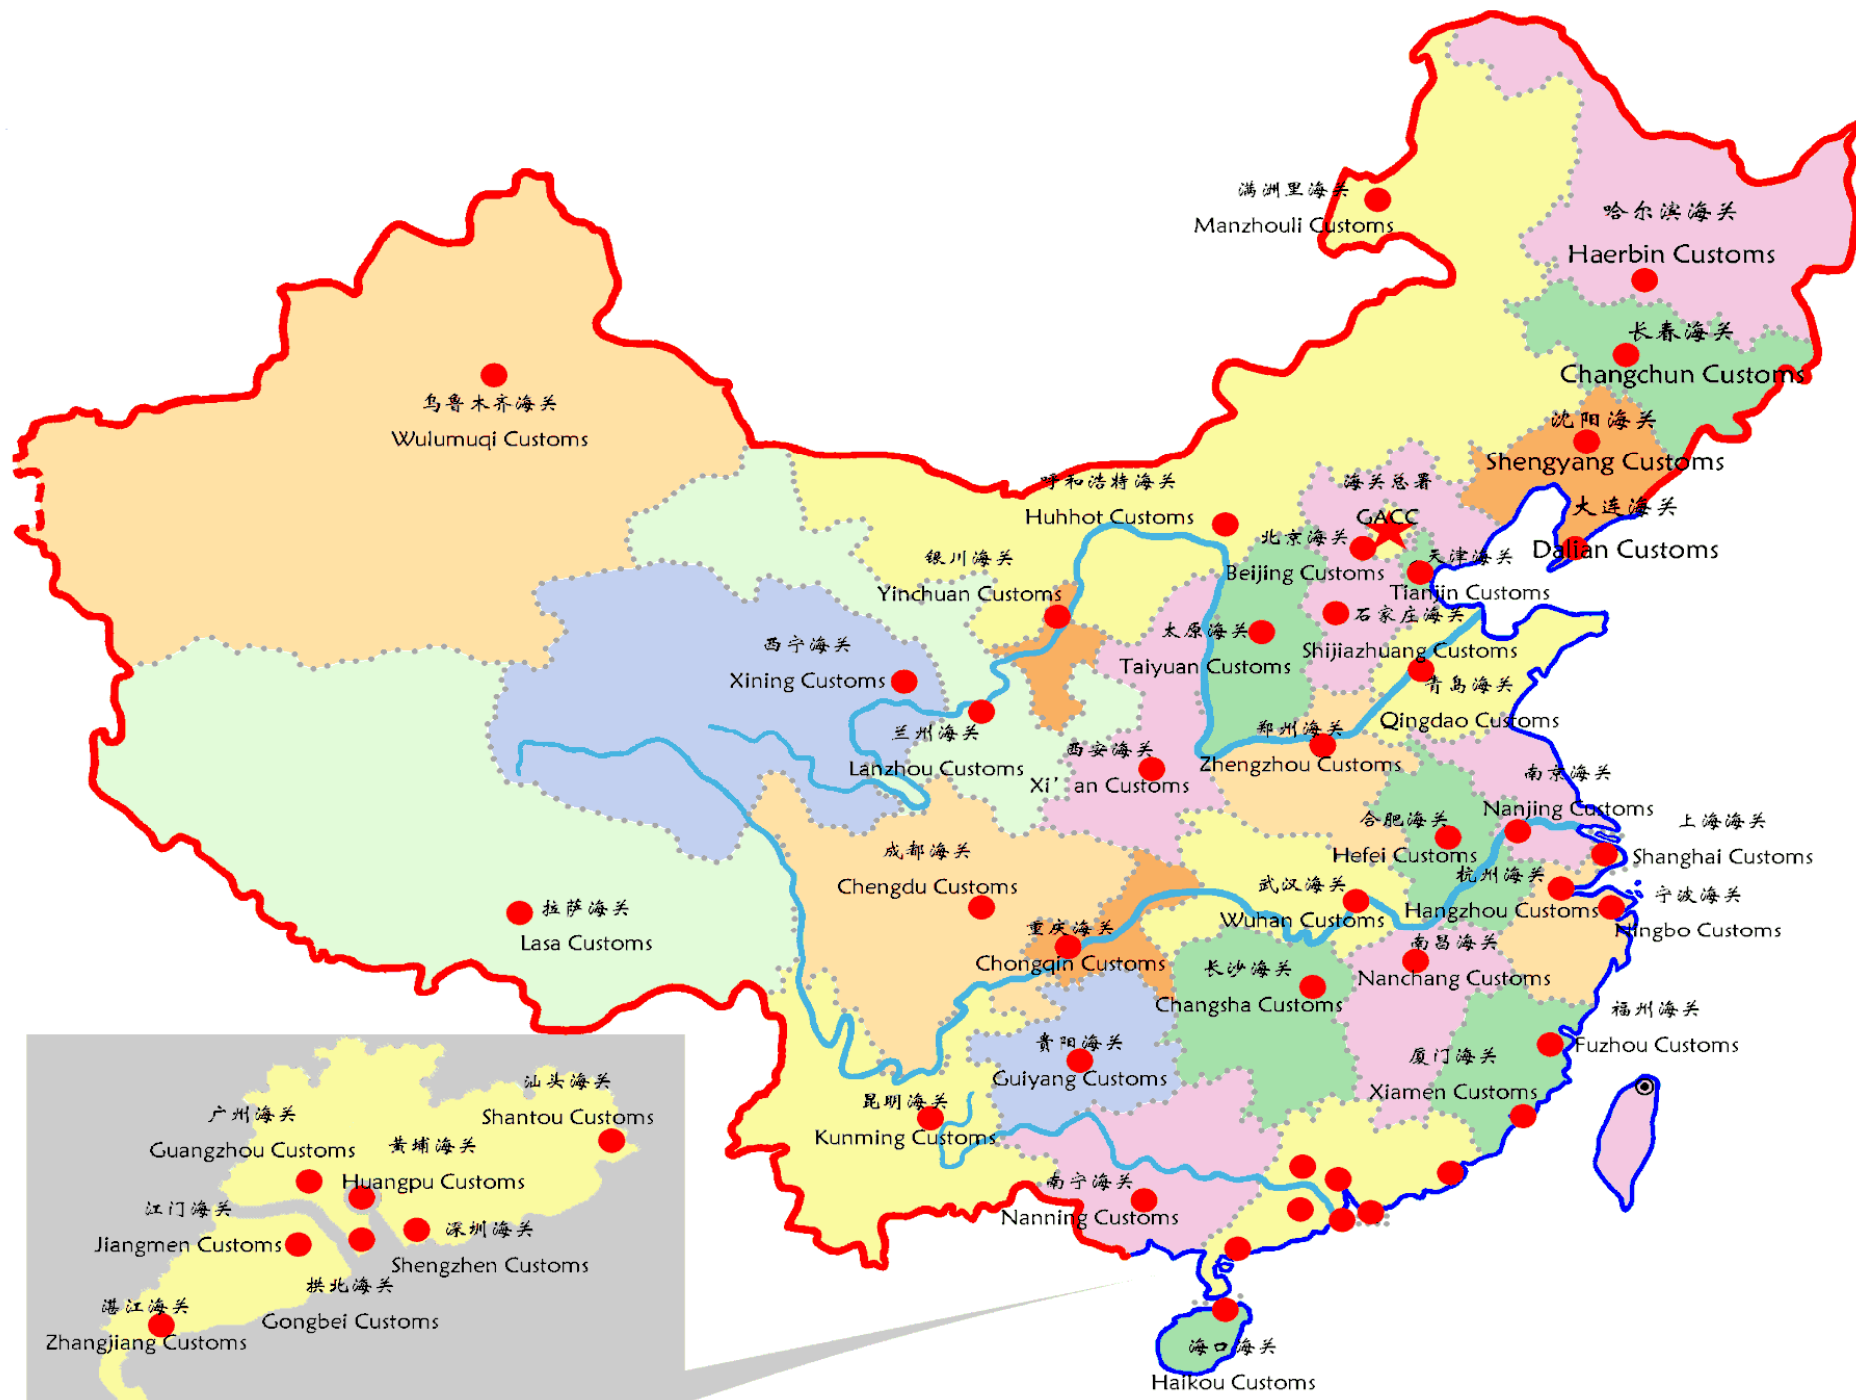 满洲里海关
Manzhouli Customs
哈尔滨海关
Haerbin Customs
长春海关
Changchun Customs
乌鲁木齐海关
Wulumuqi Customs
沈阳海关
Shengyang Customs
呼和浩特海关
Huhhot Customs
海关总署
GACC
大连海关
Dalian Customs
北京海关
Beijing Customs
天津海关
Tianjin Customs
银川海关
Yinchuan Customs
石家庄海关
Shijiazhuang Customs
太原海关
Taiyuan Customs
西宁海关
Xining Customs
青岛海关
Qingdao Customs
兰州海关
Lanzhou Customs
西安海关
Xi' an Customs
郑州海关
Zhengzhou Customs
南京海关
Nanjing Customs
合肥海关
Hefei Customs
上海海关
Shanghai Customs
成都海关
Chengdu Customs
武汉海关
Wuhan Customs
杭州海关
Hangzhou Customs
宁波海关
Ningbo Customs
拉萨海关
Lasa Customs
重庆海关
Chongqin Customs
长沙海关
Changsha Customs
南昌海关
Nanchang Customs
福州海关
Fuzhou Customs
贵阳海关
Guiyang Customs
厦门海关
Xiamen Customs
昆明海关
Kunming Customs
南宁海关
Nanning Customs
汕头海关
Shantou Customs
广州海关
Guangzhou Customs
黄埔海关
Huangpu Customs
江门海关
Jiangmen Customs
深圳海关
Shengzhen Customs
拱北海关
Gongbei Customs
湛江海关
Zhangjiang Customs
海口海关
Haikou Customs